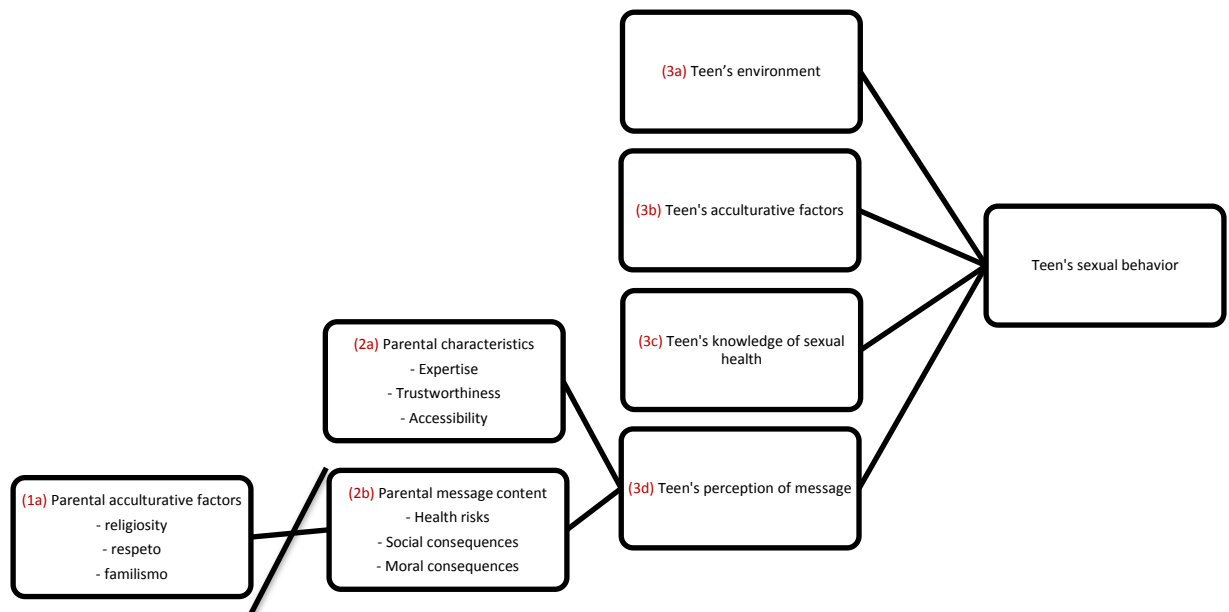 (3a) Teen’s environment
(3b) Teen's acculturative factors
Teen's sexual behavior
(3c) Teen's knowledge of sexual
health
(2a) Parental characteristics
- Expertise
- Trustworthiness
- Accessibility
(3d) Teen's perception of message
(2b) Parental message content
- Health risks
- Social consequences
- Moral consequences
(1a) Parental acculturative factors
- religiosity
- respeto
- familismo